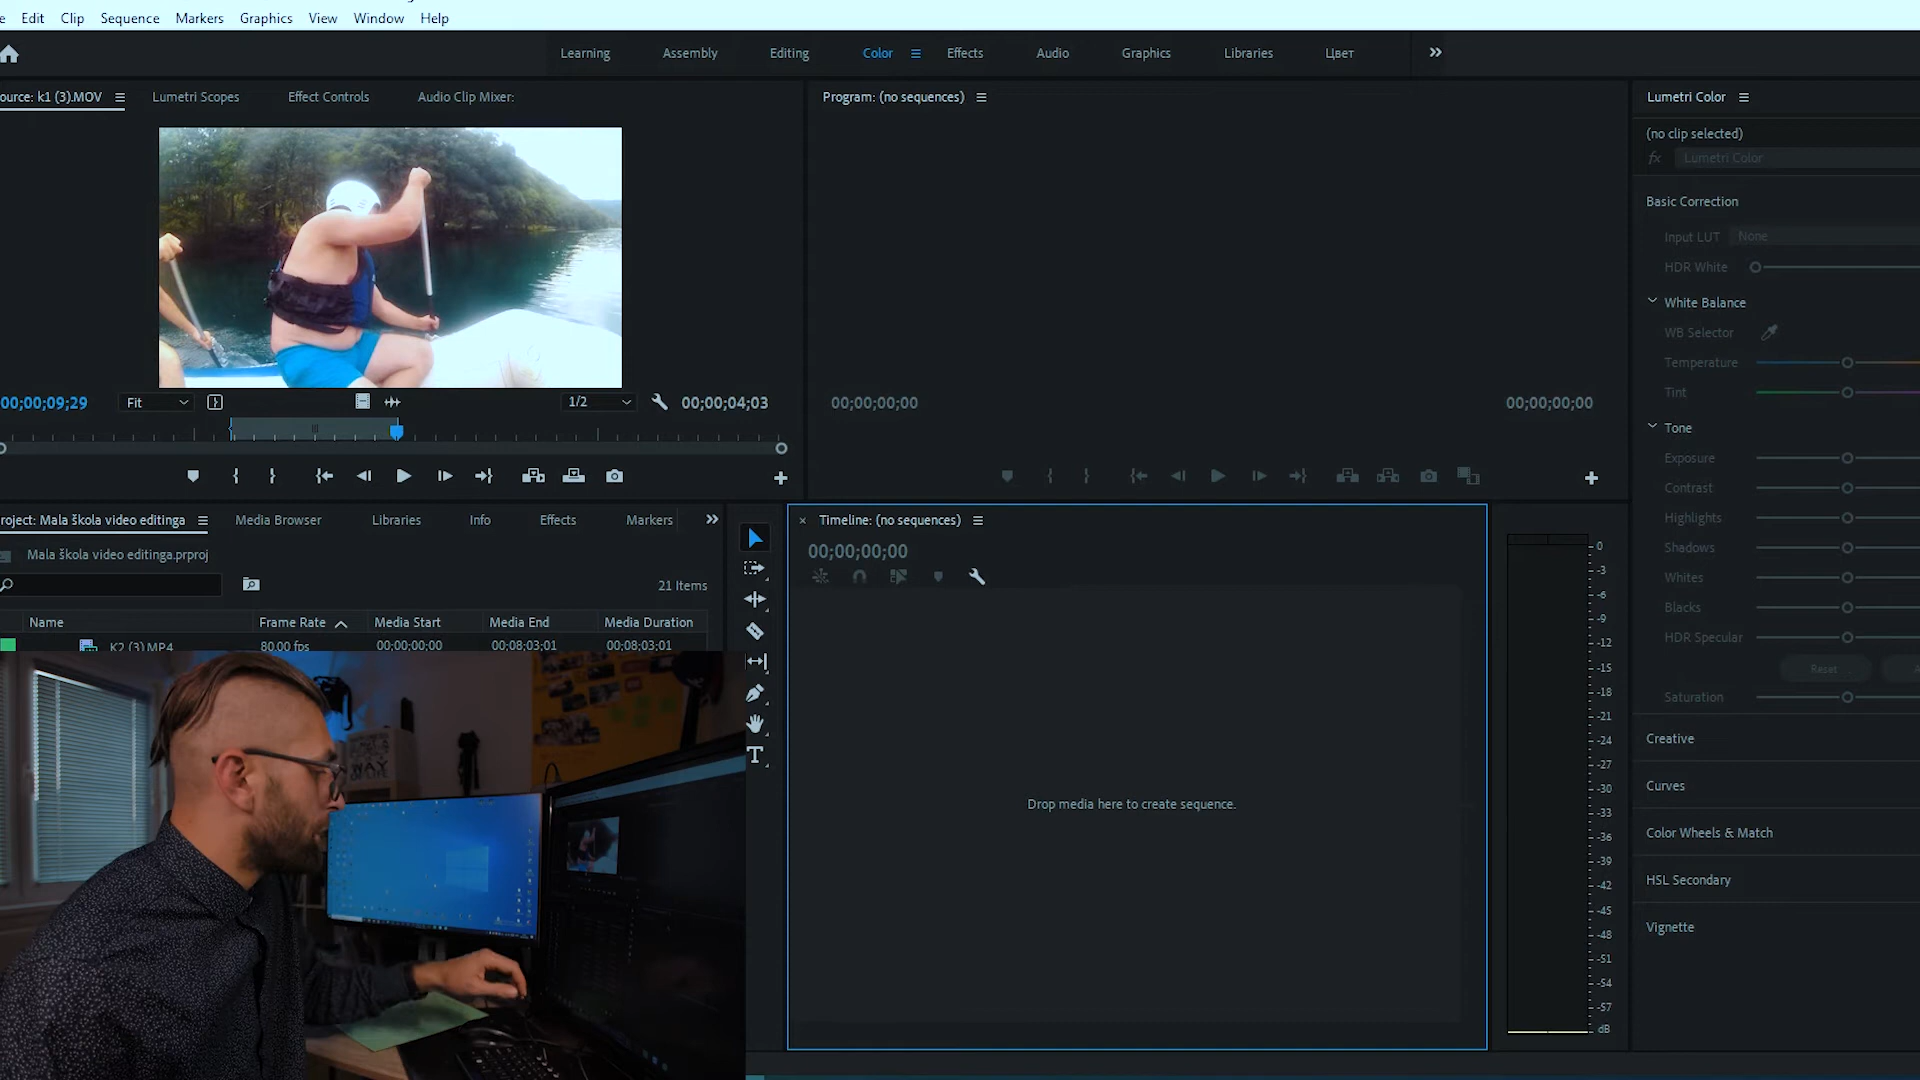 Edit Clip Sequence Markers Graphics View Window Help
Learning Assembly Editing Color Effects Audio Graphics Libraries Цвет
ource: k1 (3).MOV Lumetri Scopes Effect Controls Audio Clip Mixer:
Program: (no sequences)
Lumetri Color
(no clip selected)
fx Lumetri Color
Basic Correction
Input LUT None
HDR White
White Balance
WB Selector
Temperature
Tint
Tone
Exposure
Contrast
Highlights
Shadows
Whites
Blacks
HDR Specular
Reset
Saturation
Creative
Curves
Color Wheels & Match
HSL Secondary
Vignette
00;00;09;29 Fit 1/2 00;00;04;03
00;00;00;00 00;00;00;00
roject: Mala škola video editinga Media Browser Libraries Info Effects Markers
Mala škola video editinga.prproj
21 Items
Name Frame Rate Media Start Media End Media Duration
K2 (3).MP4 80.00 fps 00;00;00;00 00;08;03;01 00;08;03;01
Timeline: (no sequences)
00;00;00;00
Drop media here to create sequence.
0
-3
-6
-9
-12
-15
-18
-21
-24
-27
-30
-33
-36
-39
-42
-45
-48
-51
-54
-57
dB
WAY